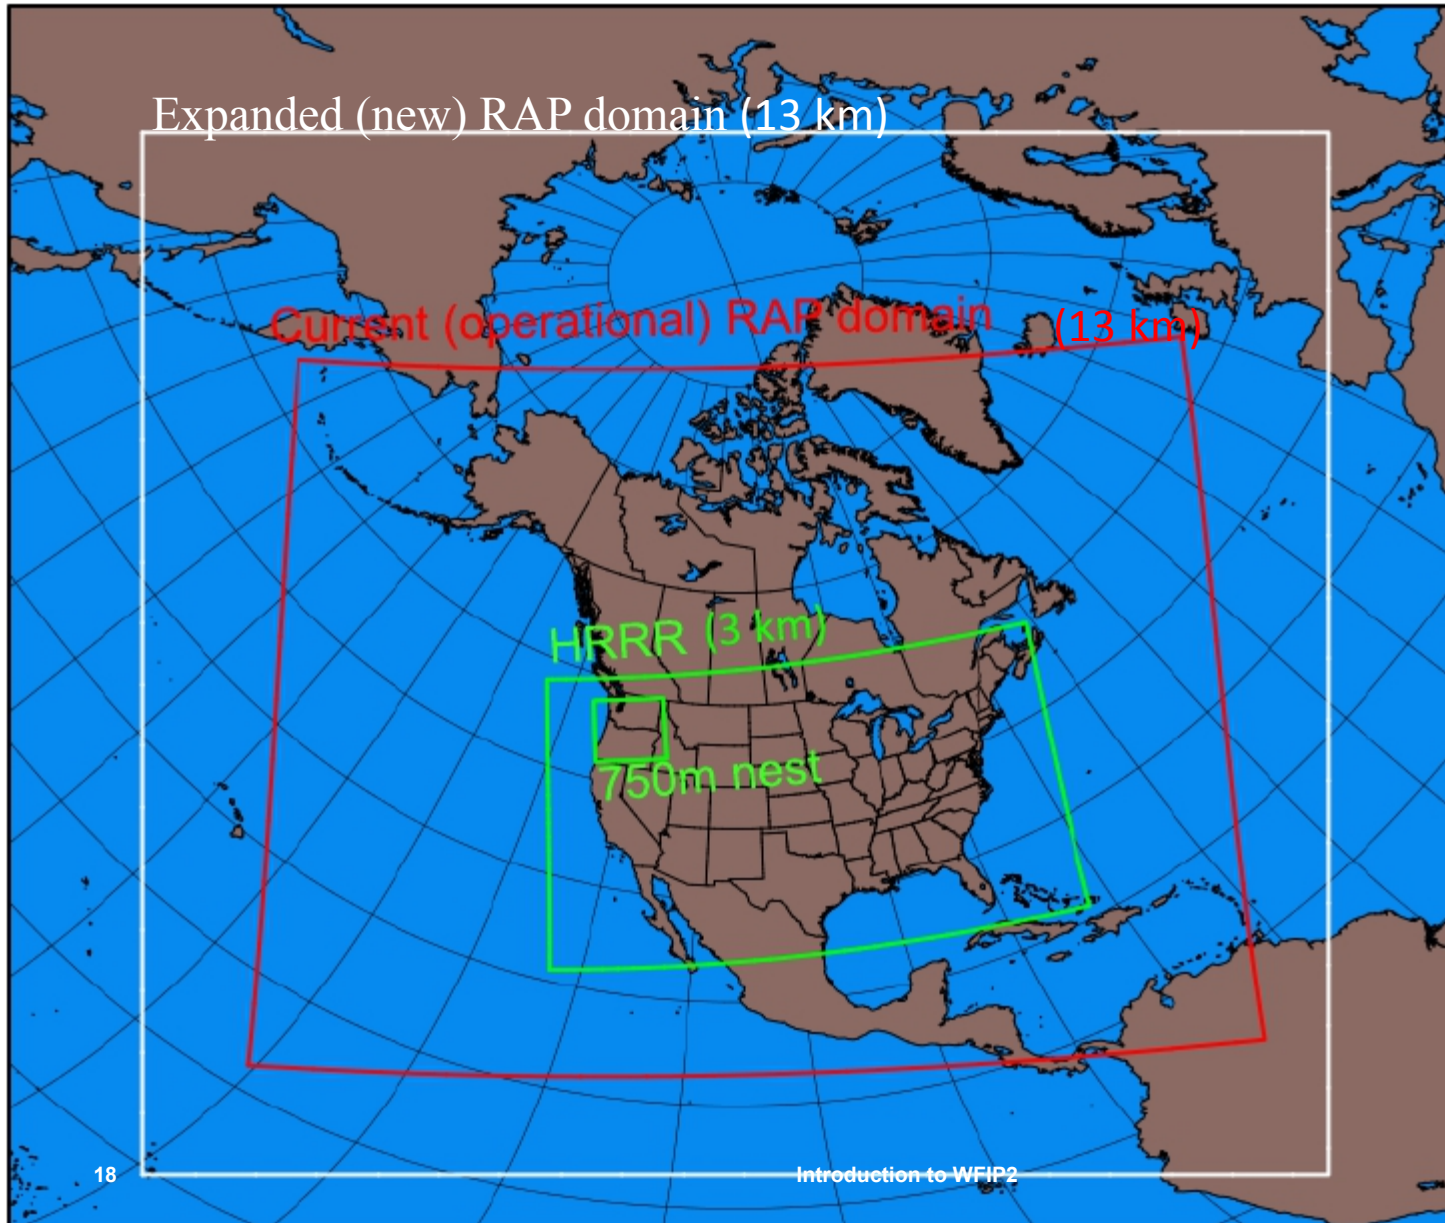 Expanded (new) RAP domain (13 km)
Current (operational) RAP domain (13 km)
HRRR (3 km)
750m nest
18
Introduction to WFIP2